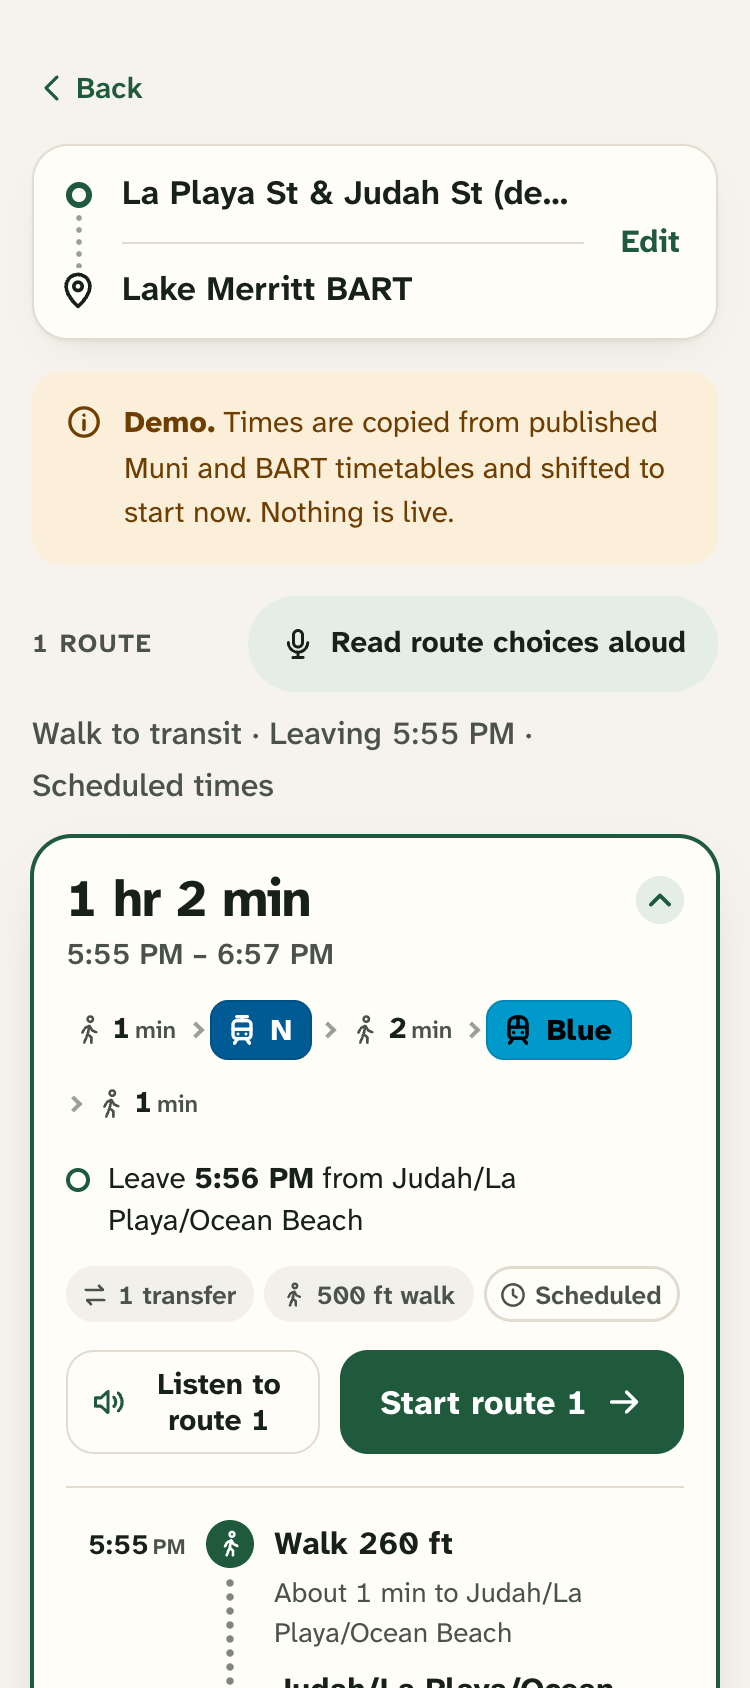 Back
La Playa St & Judah St (de...
Edit
Lake Merritt BART
Demo. Times are copied from published
Muni and BART timetables and shifted to
start now. Nothing is live.
1 ROUTE
Read route choices aloud
Walk to transit · Leaving 5:55 PM ·
Scheduled times
1 hr 2 min
5:55 PM – 6:57 PM
1 min
N
2 min
Blue
1 min
Leave 5:56 PM from Judah/La
Playa/Ocean Beach
1 transfer
500 ft walk
Scheduled
Listen to
route 1
Start route 1
5:55 PM
Walk 260 ft
About 1 min to Judah/La
Playa/Ocean Beach
Judah/La Playa/Ocean